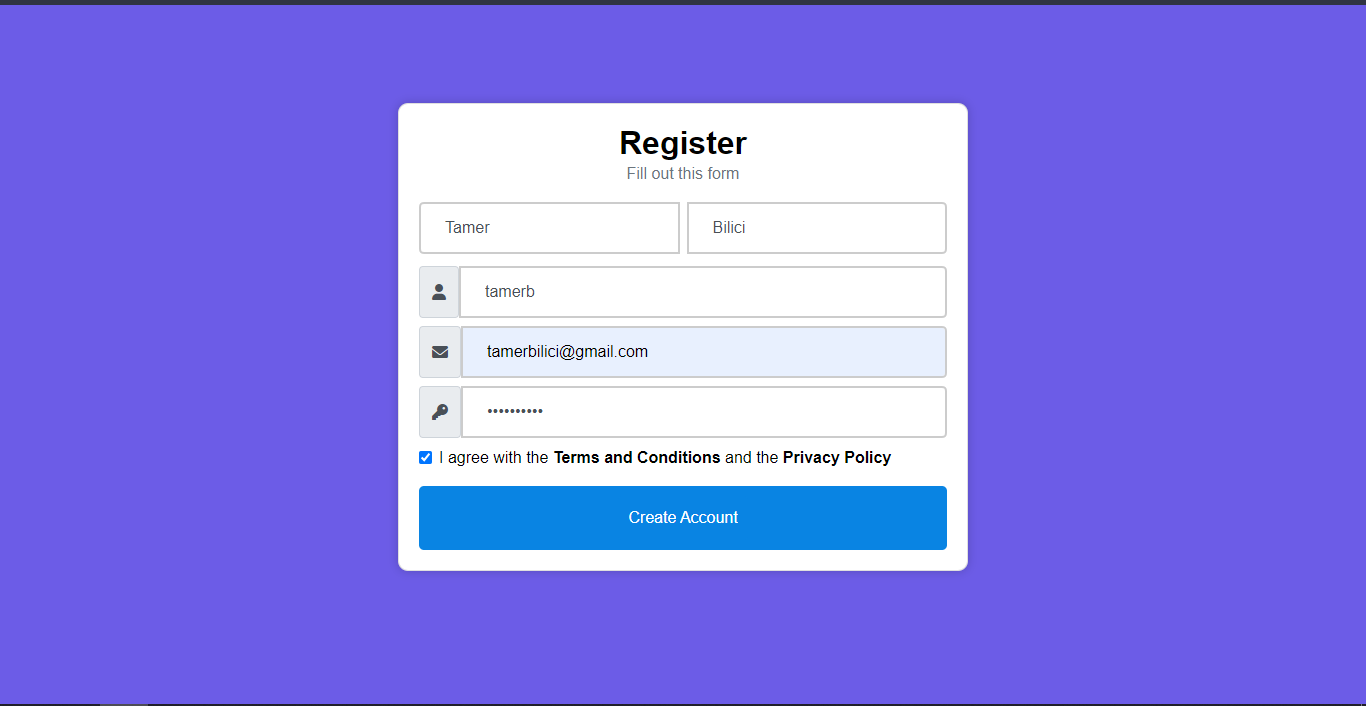 Register
Fill out this form
Tamer Bilici
tamerb
tamerbilici@gmail.com
••••••••••
I agree with the Terms and Conditions and the Privacy Policy
Create Account